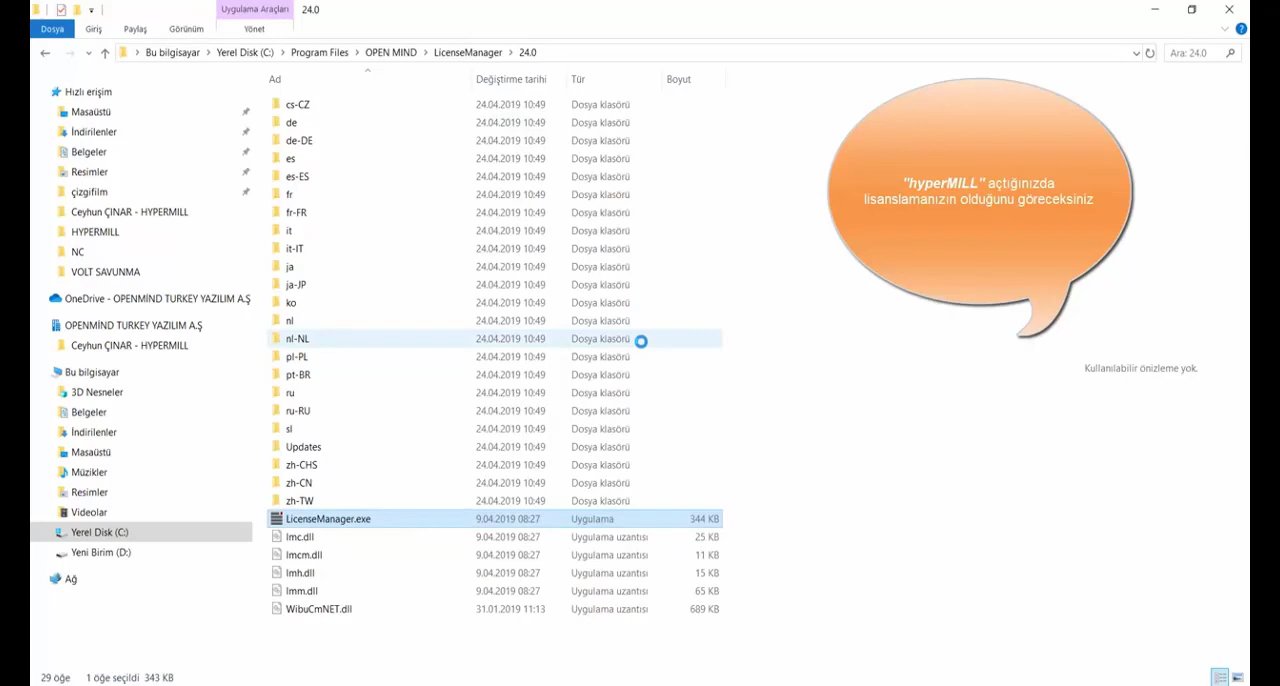 Uygulama Araçları 24.0
Dosya Giriş Paylaş Görünüm Yönet
Bu bilgisayar Yerel Disk (C:) Program Files OPEN MIND LicenseManager 24.0
Ara: 24.0
Ad Değiştirme tarihi Tür Boyut
Hızlı erişim
Masaüstü
İndirilenler
Belgeler
Resimler
çizgifilm
Ceyhun ÇINAR - HYPERMILL
HYPERMILL
NC
VOLT SAVUNMA
OneDrive - OPENMİND TURKEY YAZILIM A.Ş
OPENMİND TURKEY YAZILIM A.Ş
Ceyhun ÇINAR - HYPERMILL
Bu bilgisayar
3D Nesneler
Belgeler
İndirilenler
Masaüstü
Müzikler
Resimler
Videolar
Yerel Disk (C:)
Yeni Birim (D:)
Ağ
cs-CZ 24.04.2019 10:49 Dosya klasörü
de 24.04.2019 10:49 Dosya klasörü
de-DE 24.04.2019 10:49 Dosya klasörü
es 24.04.2019 10:49 Dosya klasörü
es-ES 24.04.2019 10:49 Dosya klasörü
fr 24.04.2019 10:49 Dosya klasörü
fr-FR 24.04.2019 10:49 Dosya klasörü
it 24.04.2019 10:49 Dosya klasörü
it-IT 24.04.2019 10:49 Dosya klasörü
ja 24.04.2019 10:49 Dosya klasörü
ja-JP 24.04.2019 10:49 Dosya klasörü
ko 24.04.2019 10:49 Dosya klasörü
nl 24.04.2019 10:49 Dosya klasörü
nl-NL 24.04.2019 10:49 Dosya klasörü
pl-PL 24.04.2019 10:49 Dosya klasörü
pt-BR 24.04.2019 10:49 Dosya klasörü
ru 24.04.2019 10:49 Dosya klasörü
ru-RU 24.04.2019 10:49 Dosya klasörü
sl 24.04.2019 10:49 Dosya klasörü
Updates 24.04.2019 10:49 Dosya klasörü
zh-CHS 24.04.2019 10:49 Dosya klasörü
zh-CN 24.04.2019 10:49 Dosya klasörü
zh-TW 24.04.2019 10:49 Dosya klasörü
LicenseManager.exe 9.04.2019 08:27 Uygulama 344 KB
lmc.dll 9.04.2019 08:27 Uygulama uzantısı 25 KB
lmcm.dll 9.04.2019 08:27 Uygulama uzantısı 11 KB
lmh.dll 9.04.2019 08:27 Uygulama uzantısı 15 KB
lmm.dll 9.04.2019 08:27 Uygulama uzantısı 65 KB
WibuCmNET.dll 31.01.2019 11:13 Uygulama uzantısı 689 KB
"hyperMILL" açtığınızda
lisanslamanızın olduğunu göreceksiniz
Kullanılabilir önizleme yok.
29 öğe 1 öğe seçildi 343 KB